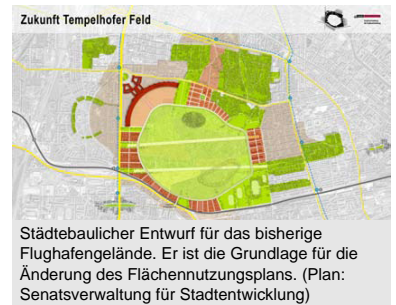 Zukunft Tempelhofer Feld
Städtebaulicher Entwurf für das bisherige
Flughafengelände. Er ist die Grundlage für die
Änderung des Flächennutzungsplans. (Plan:
Senatsverwaltung für Stadtentwicklung)